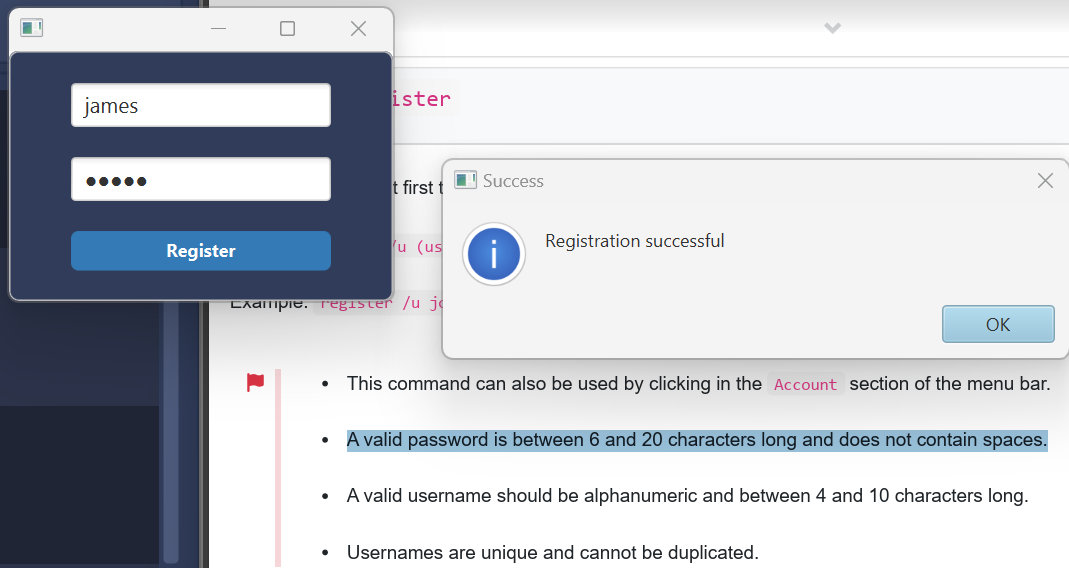 james
●●●●●
Register
ister
Success
Registration successful
OK
t first t
/u (us
Example: register /u jo
This command can also be used by clicking in the Account section of the menu bar.
A valid password is between 6 and 20 characters long and does not contain spaces.
A valid username should be alphanumeric and between 4 and 10 characters long.
Usernames are unique and cannot be duplicated.